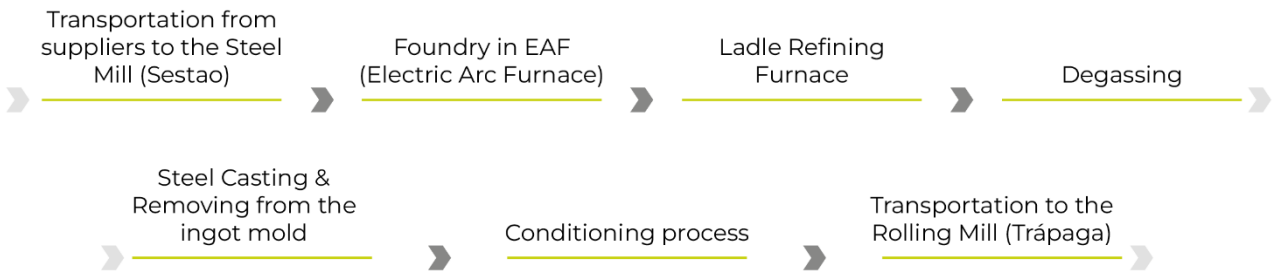 Transportation from
suppliers to the Steel
Mill (Sestao)
Foundry in EAF
(Electric Arc Furnace)
Ladle Refining
Furnace
Degassing
Steel Casting &
Removing from the
ingot mold
Conditioning process
Transportation to the
Rolling Mill (Trápaga)